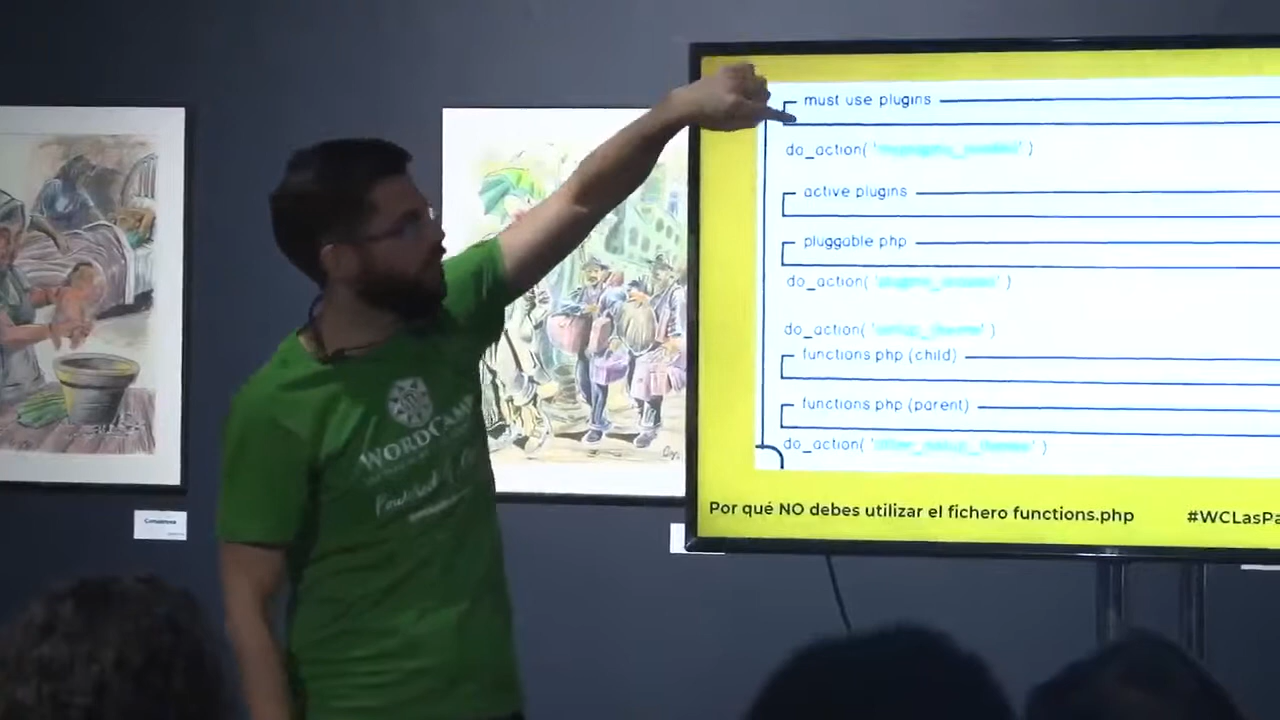 must use plugins
do_action( ' ' )
active plugins
pluggable php
do_action( ' ' )
do_action( ' ' )
functions php (child)
functions php (parent)
do_action( ' ' )
Por qué NO debes utilizar el fichero functions.php
#WCLasPa
WORDCAMP
Powered